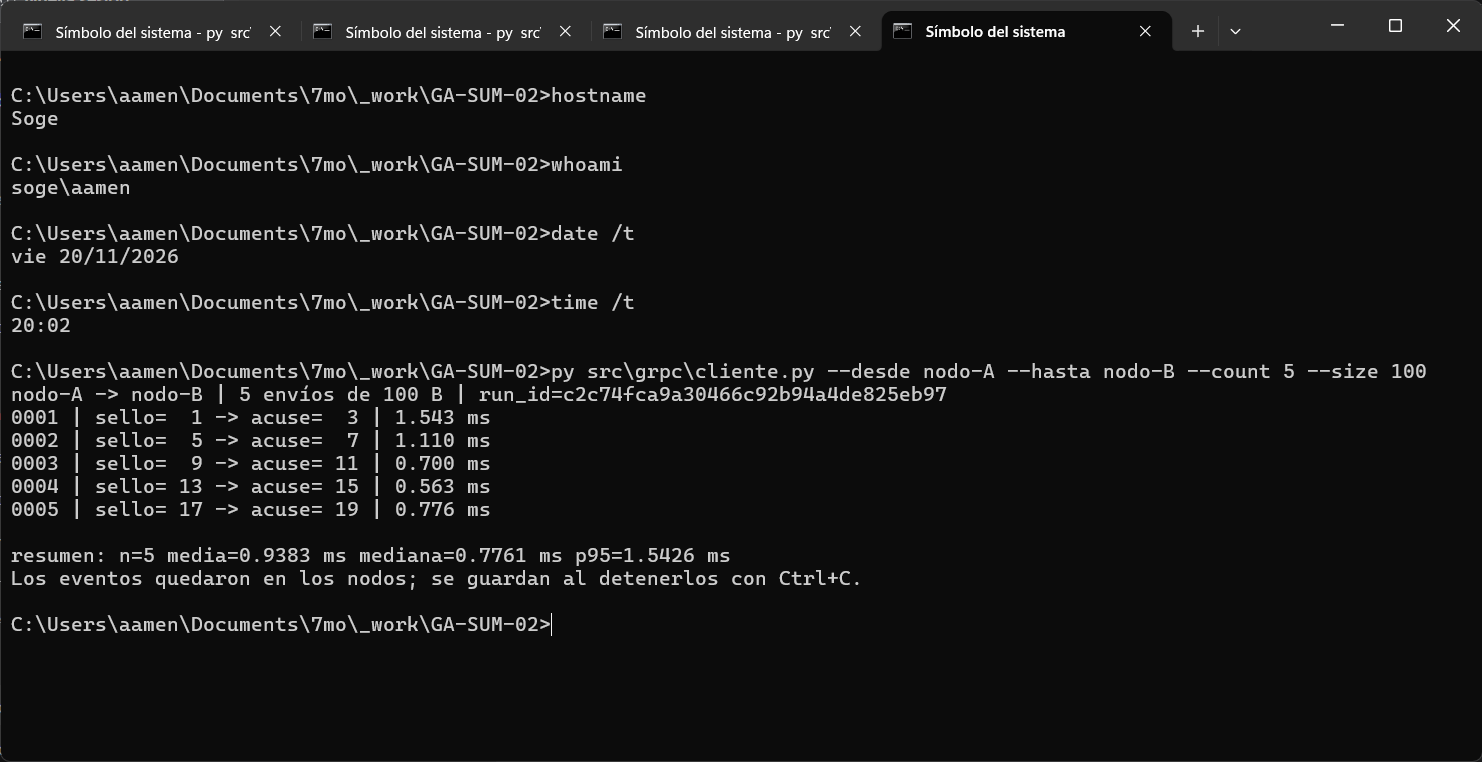 Símbolo del sistema - py src\
Símbolo del sistema - py src\
Símbolo del sistema - py src\
Símbolo del sistema
C:\Users\aamen\Documents\7mo\_work\GA-SUM-02>hostname
Soge
C:\Users\aamen\Documents\7mo\_work\GA-SUM-02>whoami
soge\aamen
C:\Users\aamen\Documents\7mo\_work\GA-SUM-02>date /t
vie 20/11/2026
C:\Users\aamen\Documents\7mo\_work\GA-SUM-02>time /t
20:02
C:\Users\aamen\Documents\7mo\_work\GA-SUM-02>py src\grpc\cliente.py --desde nodo-A --hasta nodo-B --count 5 --size 100
nodo-A -> nodo-B | 5 envíos de 100 B | run_id=c2c74fca9a30466c92b94a4de825eb97
0001 | sello=  1 -> acuse=  3 | 1.543 ms
0002 | sello=  5 -> acuse=  7 | 1.110 ms
0003 | sello=  9 -> acuse= 11 | 0.700 ms
0004 | sello= 13 -> acuse= 15 | 0.563 ms
0005 | sello= 17 -> acuse= 19 | 0.776 ms
resumen: n=5 media=0.9383 ms mediana=0.7761 ms p95=1.5426 ms
Los eventos quedaron en los nodos; se guardan al detenerlos con Ctrl+C.
C:\Users\aamen\Documents\7mo\_work\GA-SUM-02>